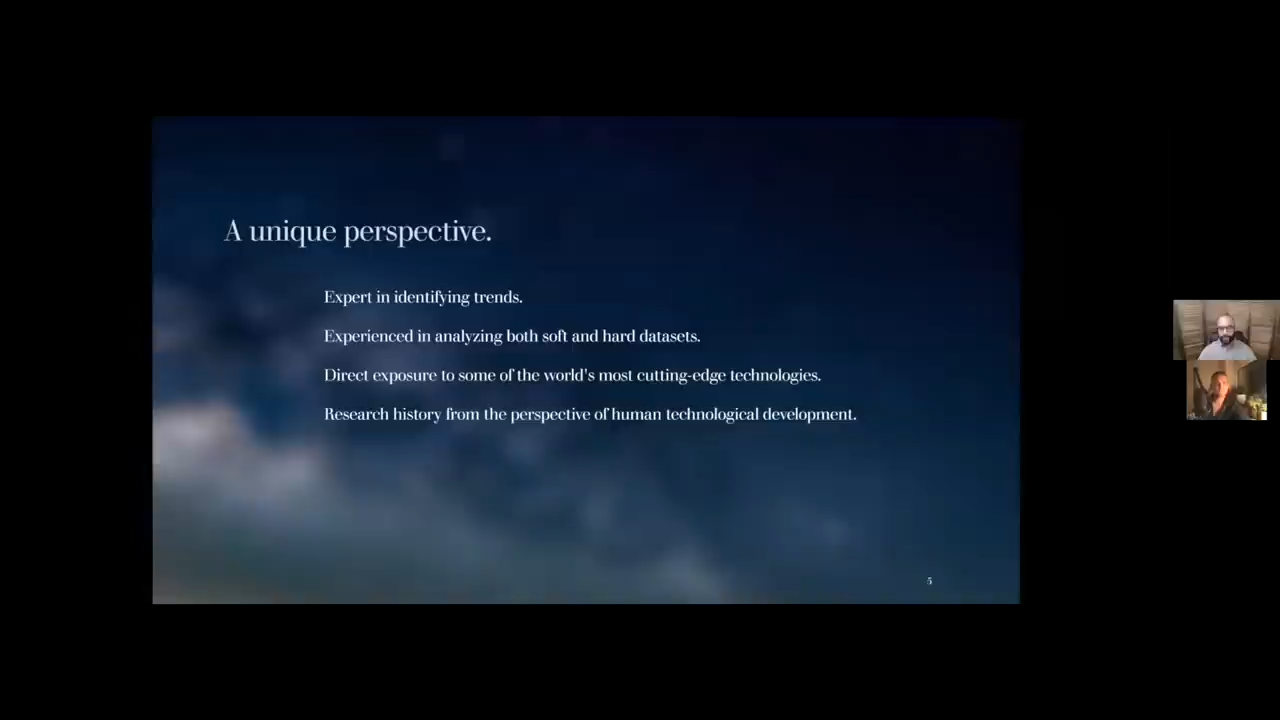 A unique perspective.
Expert in identifying trends.
Experienced in analyzing both soft and hard datasets.
Direct exposure to some of the world's most cutting-edge technologies.
Research history from the perspective of human technological development.
5